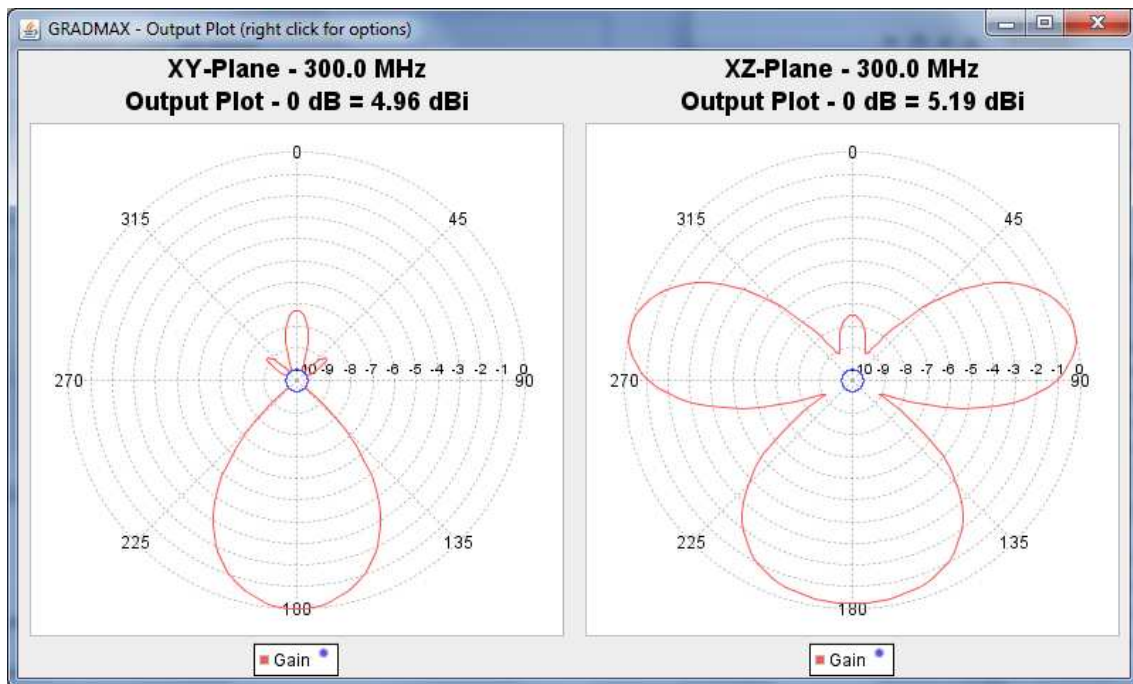 GRADMAX - Output Plot (right click for options)
XY-Plane - 300.0 MHz
Output Plot - 0 dB = 4.96 dBi
0
315
45
270
-10 -9 -8 -7 -6 -5 -4 -3 -2 -1 0
90
225
135
180
Gain
XZ-Plane - 300.0 MHz
Output Plot - 0 dB = 5.19 dBi
0
315
45
270
-10 -9 -8 -7 -6 -5 -4 -3 -2 -1 0
90
225
135
180
Gain